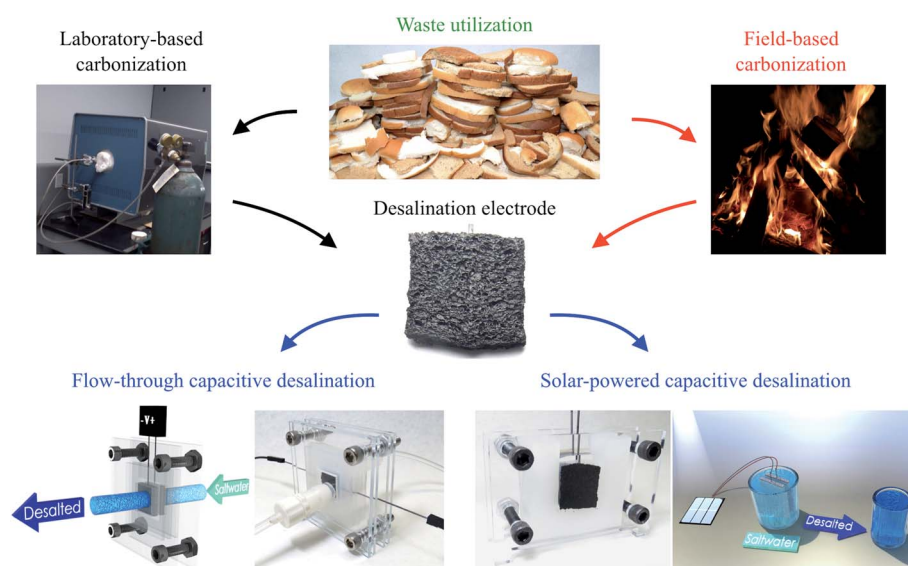 Waste utilization
Laboratory-based
carbonization
Field-based
carbonization
Desalination electrode
Flow-through capacitive desalination
Solar-powered capacitive desalination
-V+
Desalted
Saltwater
Saltwater
Desalted